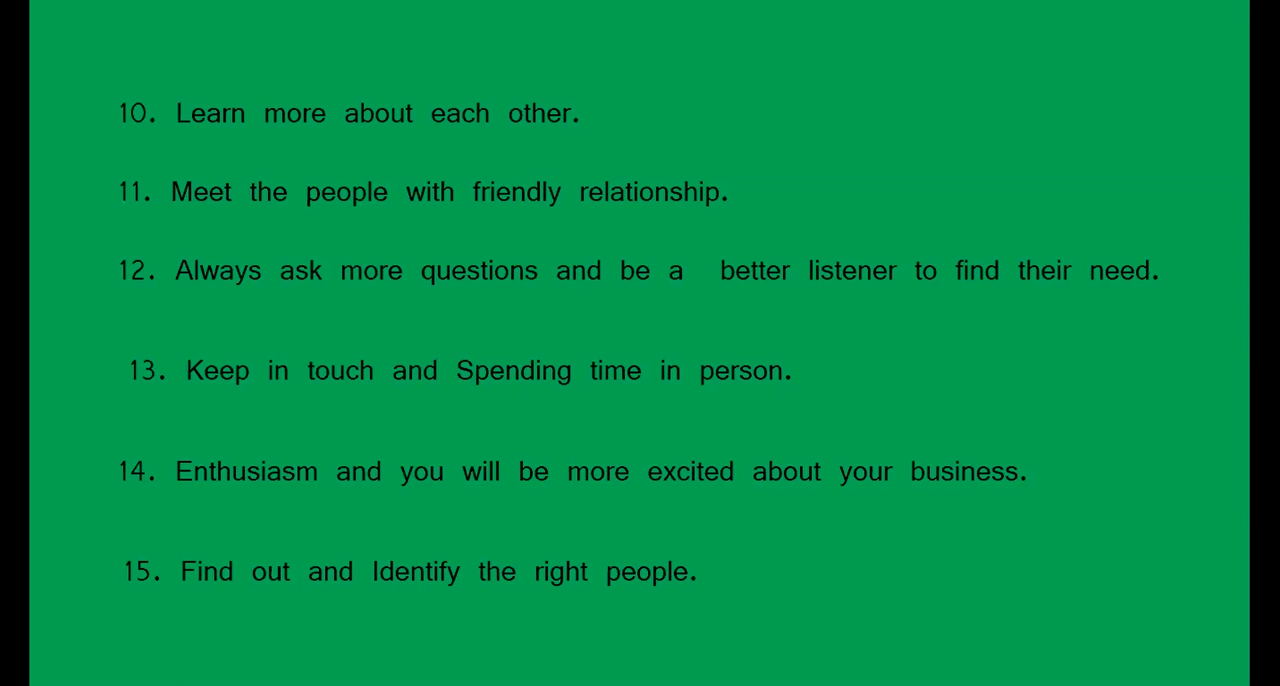 10. Learn more about each other.
11. Meet the people with friendly relationship.
12. Always ask more questions and be a better listener to find their need.
13. Keep in touch and Spending time in person.
14. Enthusiasm and you will be more excited about your business.
15. Find out and Identify the right people.